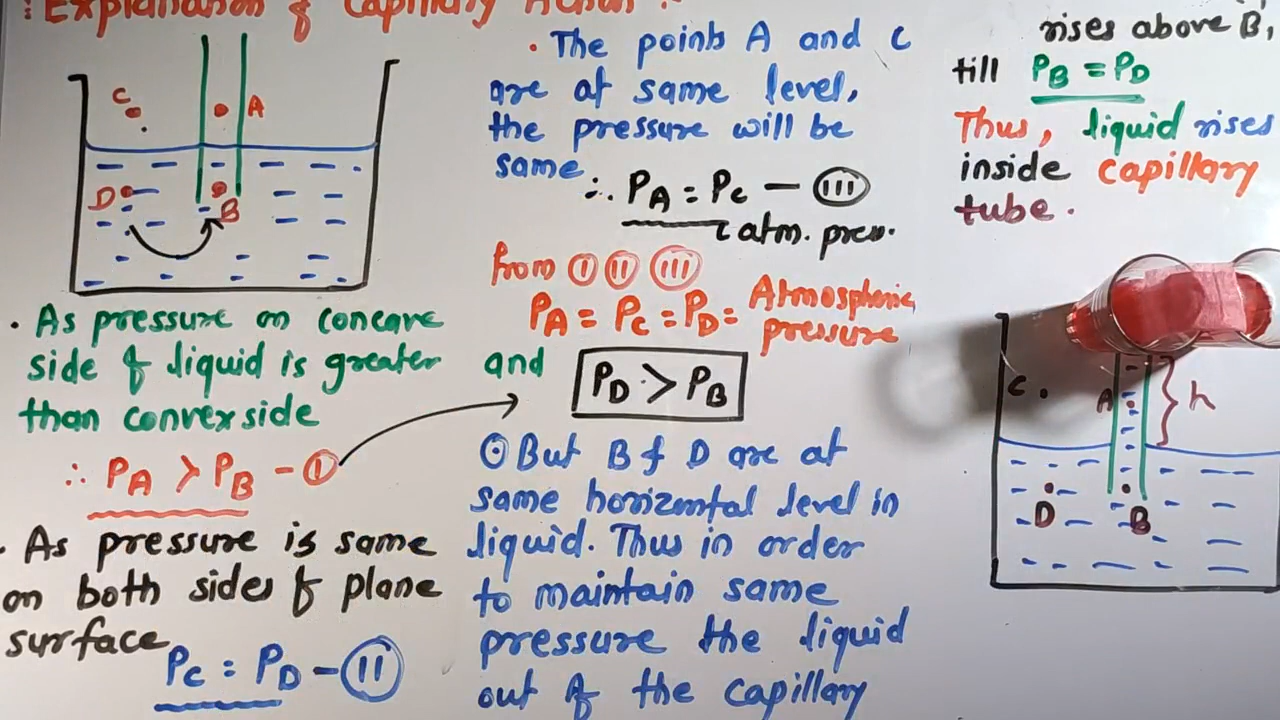 Explanation of Capillary Action :-
C
A
D
B
• As pressure on concave
side of liquid is greater
than convex side
∴ PA > PB - I
• As pressure is same
on both sides of plane
surface
PC = PD - II
• The points A and C
are at same level,
the pressure will be
same
∴ PA = PC - III
atm. pres.
from I II III
PA = PC = PD = Atmospheric
pressure
and PD > PB
But B & D are at
same horizontal level in
liquid. Thus in order
to maintain same
pressure the liquid
out of the capillary
rises above B,
till PB = PD
Thus, liquid rises
inside capillary
tube.
C
A
h
D
B